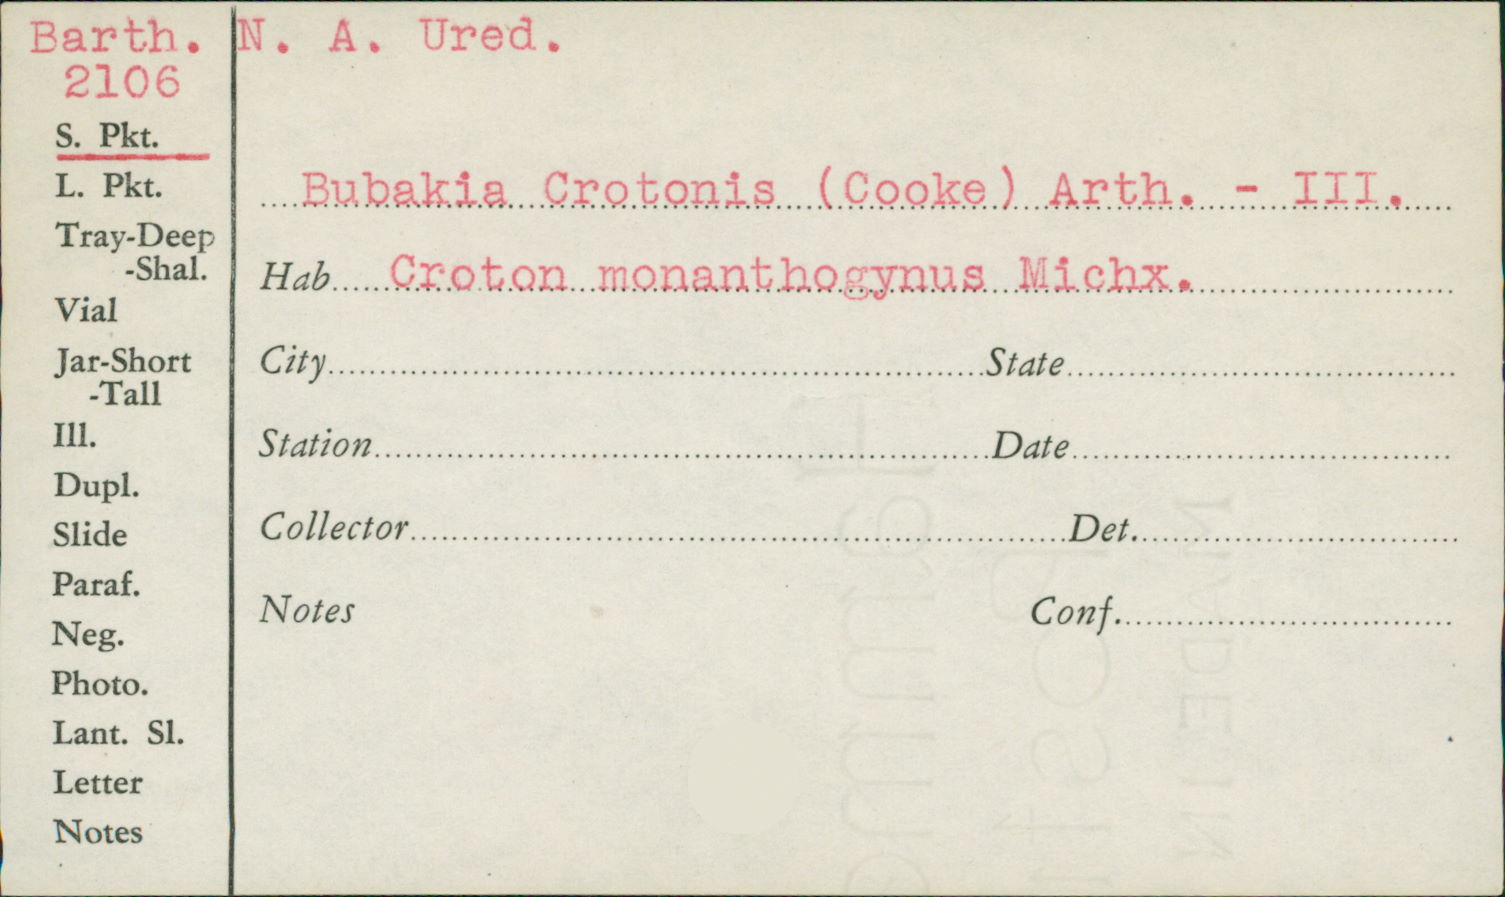 Barth. N. A. Ured.
2106
S. Pkt.
L. Pkt.
Tray-Deep
-Shal.
Vial
Jar-Short
-Tall
Ill.
Dupl.
Slide
Paraf.
Neg.
Photo.
Lant. Sl.
Letter
Notes
Bubakia Crotonis (Cooke) Arth. - III.
Hab Croton monanthogynus Michx.
City State
Station Date
Collector Det.
Notes Conf.